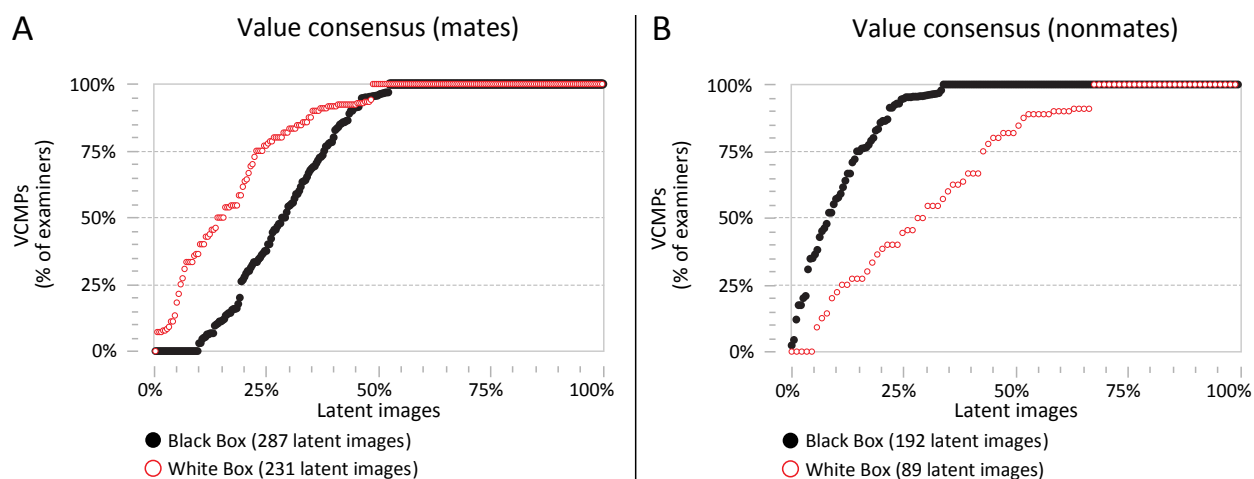 A
Value consensus (mates)
VCMPs
(% of examiners)
100%
75%
50%
25%
0%
0%
25%
50%
75%
100%
Latent images
Black Box (287 latent images)
White Box (231 latent images)
B
Value consensus (nonmates)
VCMPs
(% of examiners)
100%
75%
50%
25%
0%
0%
25%
50%
75%
100%
Latent images
Black Box (192 latent images)
White Box (89 latent images)